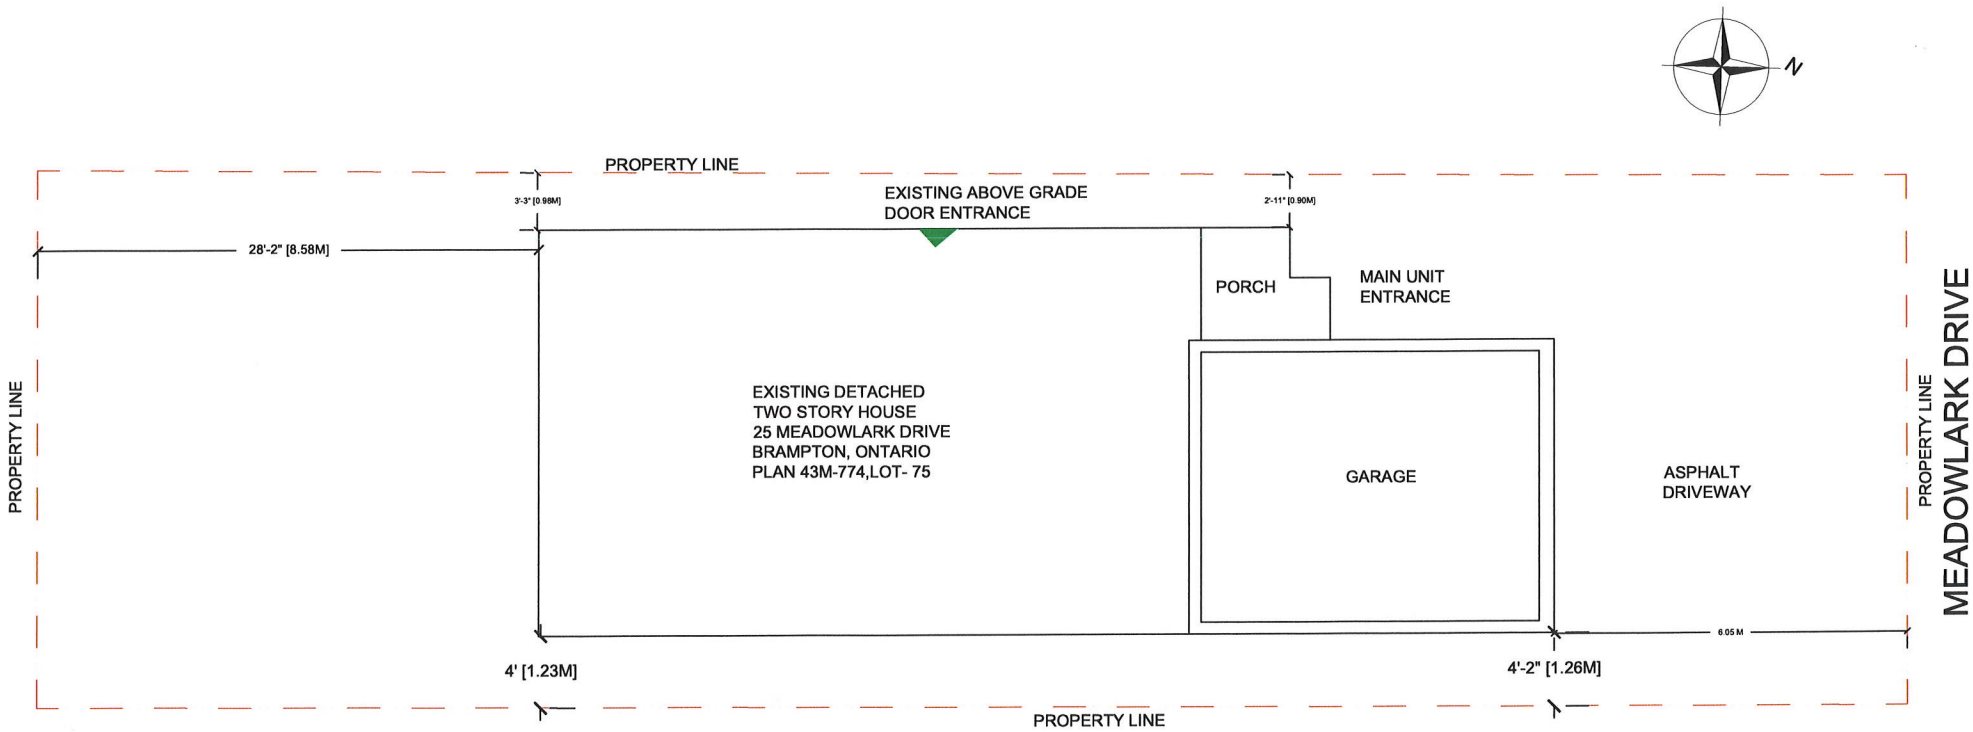 N
PROPERTY LINE
EXISTING ABOVE GRADE
DOOR ENTRANCE
3'-3" [0.98M]
2'-11" [0.90M]
28'-2" [8.58M]
PORCH
MAIN UNIT
ENTRANCE
EXISTING DETACHED
TWO STORY HOUSE
25 MEADOWLARK DRIVE
BRAMPTON, ONTARIO
PLAN 43M-774,LOT- 75
GARAGE
ASPHALT
DRIVEWAY
PROPERTY LINE
PROPERTY LINE
MEADOWLARK DRIVE
6.05 M
4' [1.23M]
4'-2" [1.26M]
PROPERTY LINE